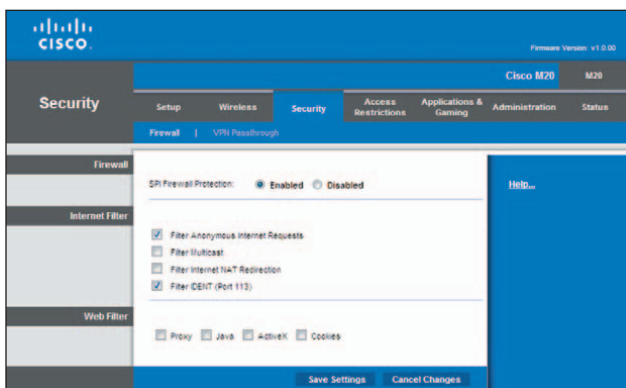 CISCO
Firmware Version: v1.0.00
Cisco M20 M20
Security
Setup Wireless Security Access Restrictions Applications & Gaming Administration Status
Firewall | VPN Passthrough
Firewall
SPI Firewall Protection: Enabled Disabled
Help...
Internet Filter
Filter Anonymous Internet Requests
Filter Multicast
Filter Internet NAT Redirection
Filter IDENT (Port 113)
Web Filter
Proxy Java ActiveX Cookies
Save Settings Cancel Changes